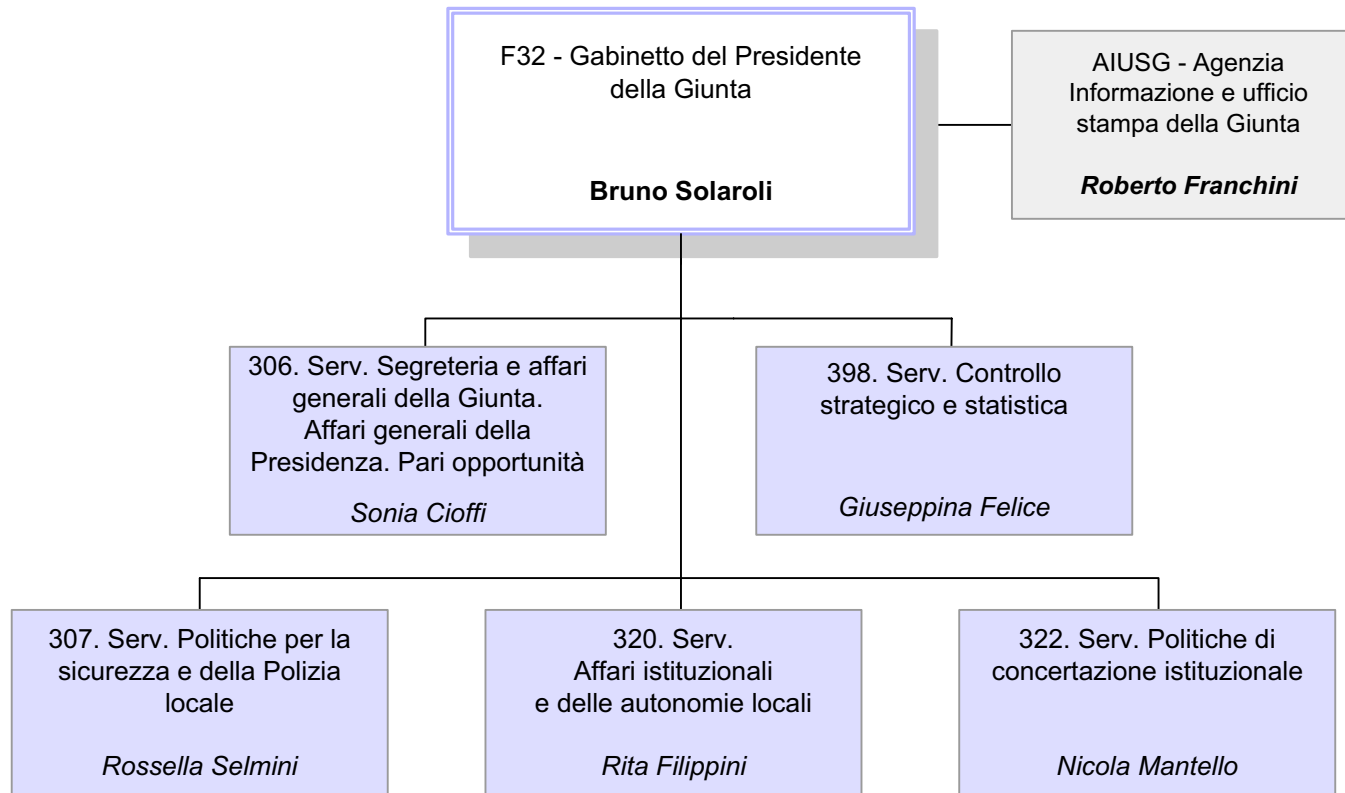 F32 - Gabinetto del Presidente
della Giunta
Bruno Solaroli
AIUSG - Agenzia
Informazione e ufficio
stampa della Giunta
Roberto Franchini
306. Serv. Segreteria e affari
generali della Giunta.
Affari generali della
Presidenza. Pari opportunità
Sonia Cioffi
398. Serv. Controllo
strategico e statistica
Giuseppina Felice
307. Serv. Politiche per la
sicurezza e della Polizia
locale
Rossella Selmini
320. Serv.
Affari istituzionali
e delle autonomie locali
Rita Filippini
322. Serv. Politiche di
concertazione istituzionale
Nicola Mantello